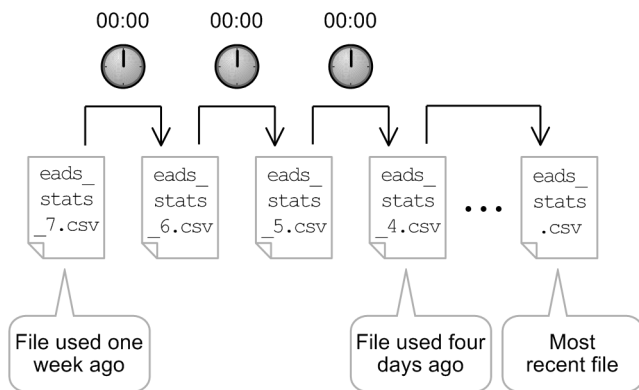 00:00
00:00
00:00
eads_
stats
_7.csv
eads_
stats
_6.csv
eads_
stats
_5.csv
eads_
stats
_4.csv
...
eads_
stats
.csv
File used one
week ago
File used four
days ago
Most
recent file